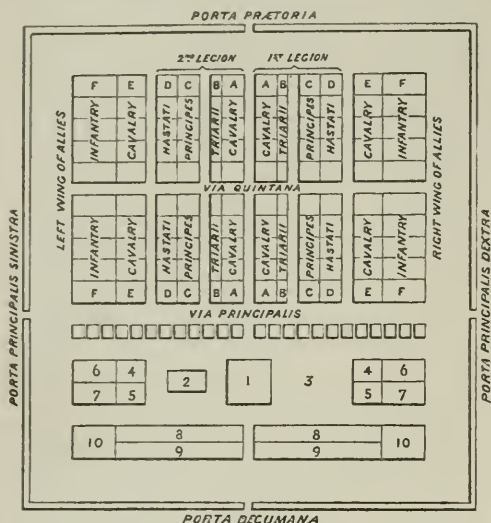 PORTA PRÆTORIA
2ND LEGION 1ST LEGION
F E D C B A A B C D E F
LEFT WING OF ALLIES
INFANTRY CAVALRY HASTATI PRINCIPES TRIARII CAVALRY CAVALRY TRIARII PRINCIPES HASTATI CAVALRY INFANTRY
RIGHT WING OF ALLIES
VIA QUINTANA
INFANTRY CAVALRY HASTATI PRINCIPES TRIARII CAVALRY CAVALRY TRIARII PRINCIPES HASTATI CAVALRY INFANTRY
F E D C B A A B C D E F
PORTA PRINCIPALIS SINISTRA
PORTA PRINCIPALIS DEXTRA
VIA PRINCIPALIS
6 4 2 1 3 4 6
7 5 5 7
10 8 8 10
9 9
PORTA DECUMANA